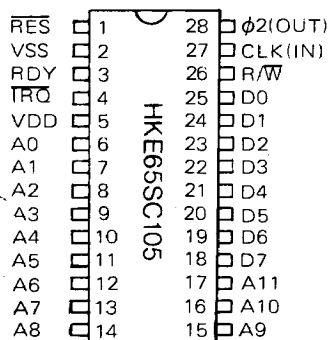 R̅E̅S̅ 1 28 ϕ2(OUT)
VSS 2 27 CLK(IN)
RDY 3 26 R/W̅
I̅R̅Q̅ 4 25 D0
VDD 5 24 D1
A0 6 23 D2
A1 7 22 D3
A2 8 21 D4
A3 9 20 D5
A4 10 19 D6
A5 11 18 D7
A6 12 17 A11
A7 13 16 A10
A8 14 15 A9
HKE65SC105